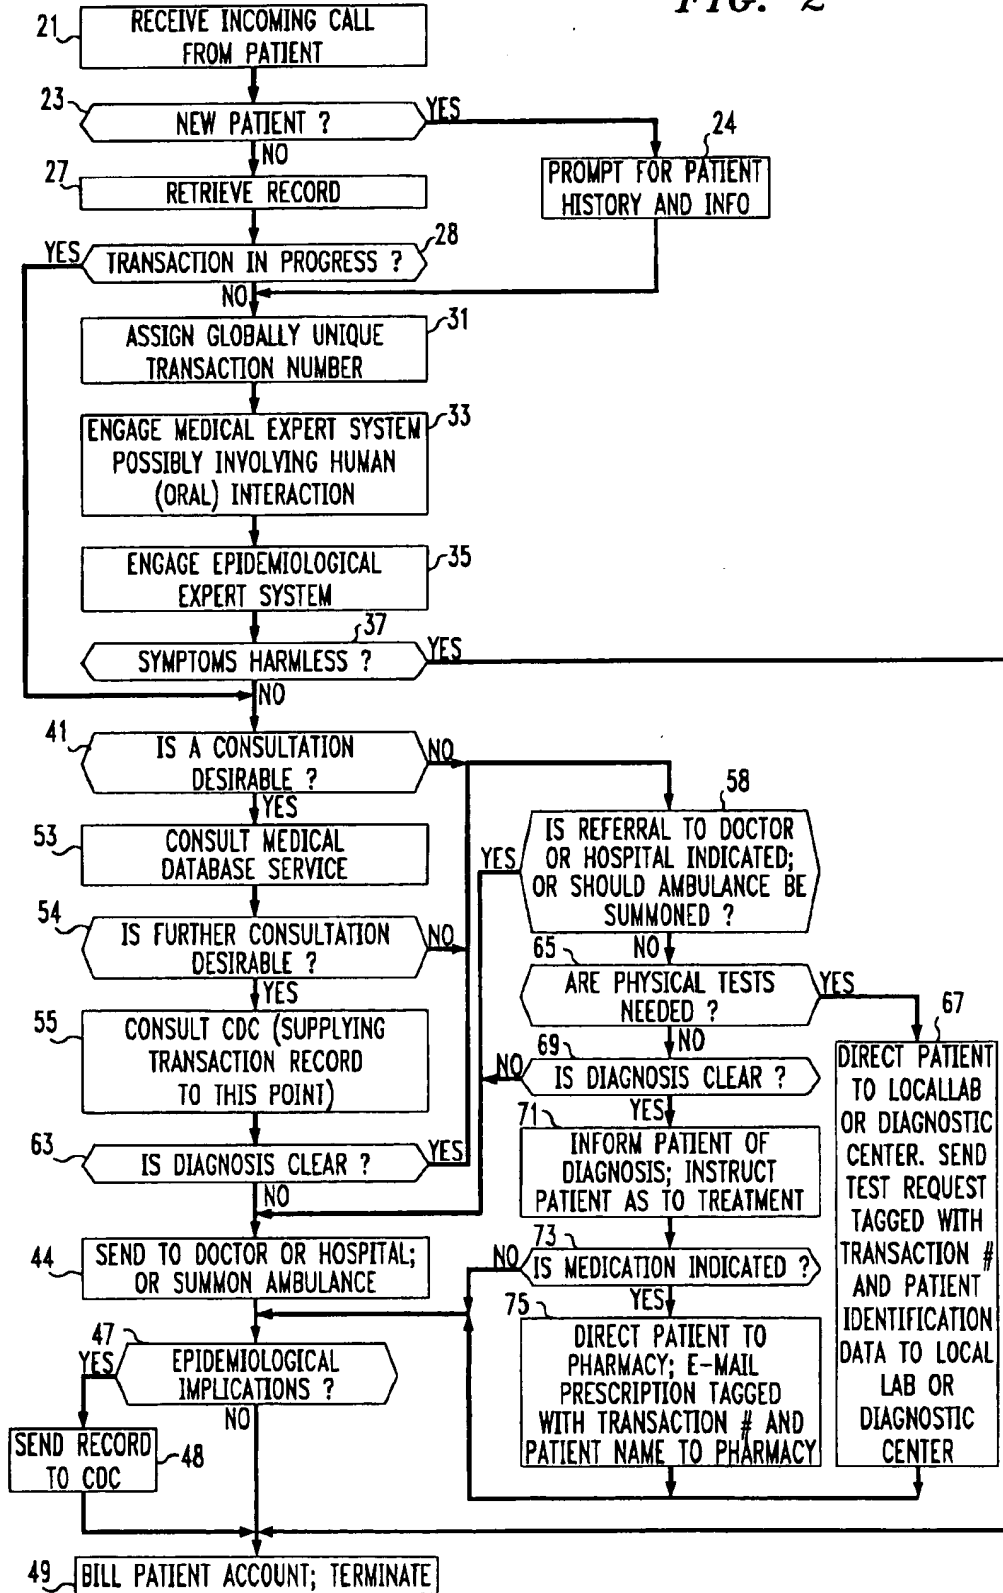 FIG. 2
21
RECEIVE INCOMING CALL
FROM PATIENT
23
NEW PATIENT ?
YES
NO
24
PROMPT FOR PATIENT
HISTORY AND INFO
27
RETRIEVE RECORD
28
YES
TRANSACTION IN PROGRESS ?
NO
31
ASSIGN GLOBALLY UNIQUE
TRANSACTION NUMBER
33
ENGAGE MEDICAL EXPERT SYSTEM
POSSIBLY INVOLVING HUMAN
(ORAL) INTERACTION
35
ENGAGE EPIDEMIOLOGICAL
EXPERT SYSTEM
37
SYMPTOMS HARMLESS ?
YES
NO
41
IS A CONSULTATION
DESIRABLE ?
NO
YES
53
CONSULT MEDICAL
DATABASE SERVICE
54
IS FURTHER CONSULTATION
DESIRABLE ?
NO
YES
55
CONSULT CDC (SUPPLYING
TRANSACTION RECORD
TO THIS POINT)
63
IS DIAGNOSIS CLEAR ?
YES
NO
44
SEND TO DOCTOR OR HOSPITAL;
OR SUMMON AMBULANCE
47
YES
EPIDEMIOLOGICAL
IMPLICATIONS ?
NO
SEND RECORD
TO CDC
48
49
BILL PATIENT ACCOUNT; TERMINATE
58
YES
IS REFERRAL TO DOCTOR
OR HOSPITAL INDICATED;
OR SHOULD AMBULANCE BE
SUMMONED ?
NO
65
ARE PHYSICAL TESTS
NEEDED ?
YES
NO
69
NO
IS DIAGNOSIS CLEAR ?
YES
71
INFORM PATIENT OF
DIAGNOSIS; INSTRUCT
PATIENT AS TO TREATMENT
73
NO
IS MEDICATION INDICATED ?
YES
75
DIRECT PATIENT TO
PHARMACY; E-MAIL
PRESCRIPTION TAGGED
WITH TRANSACTION # AND
PATIENT NAME TO PHARMACY
67
DIRECT PATIENT
TO LOCALLAB
OR DIAGNOSTIC
CENTER. SEND
TEST REQUEST
TAGGED WITH
TRANSACTION #
AND PATIENT
IDENTIFICATION
DATA TO LOCAL
LAB OR
DIAGNOSTIC
CENTER